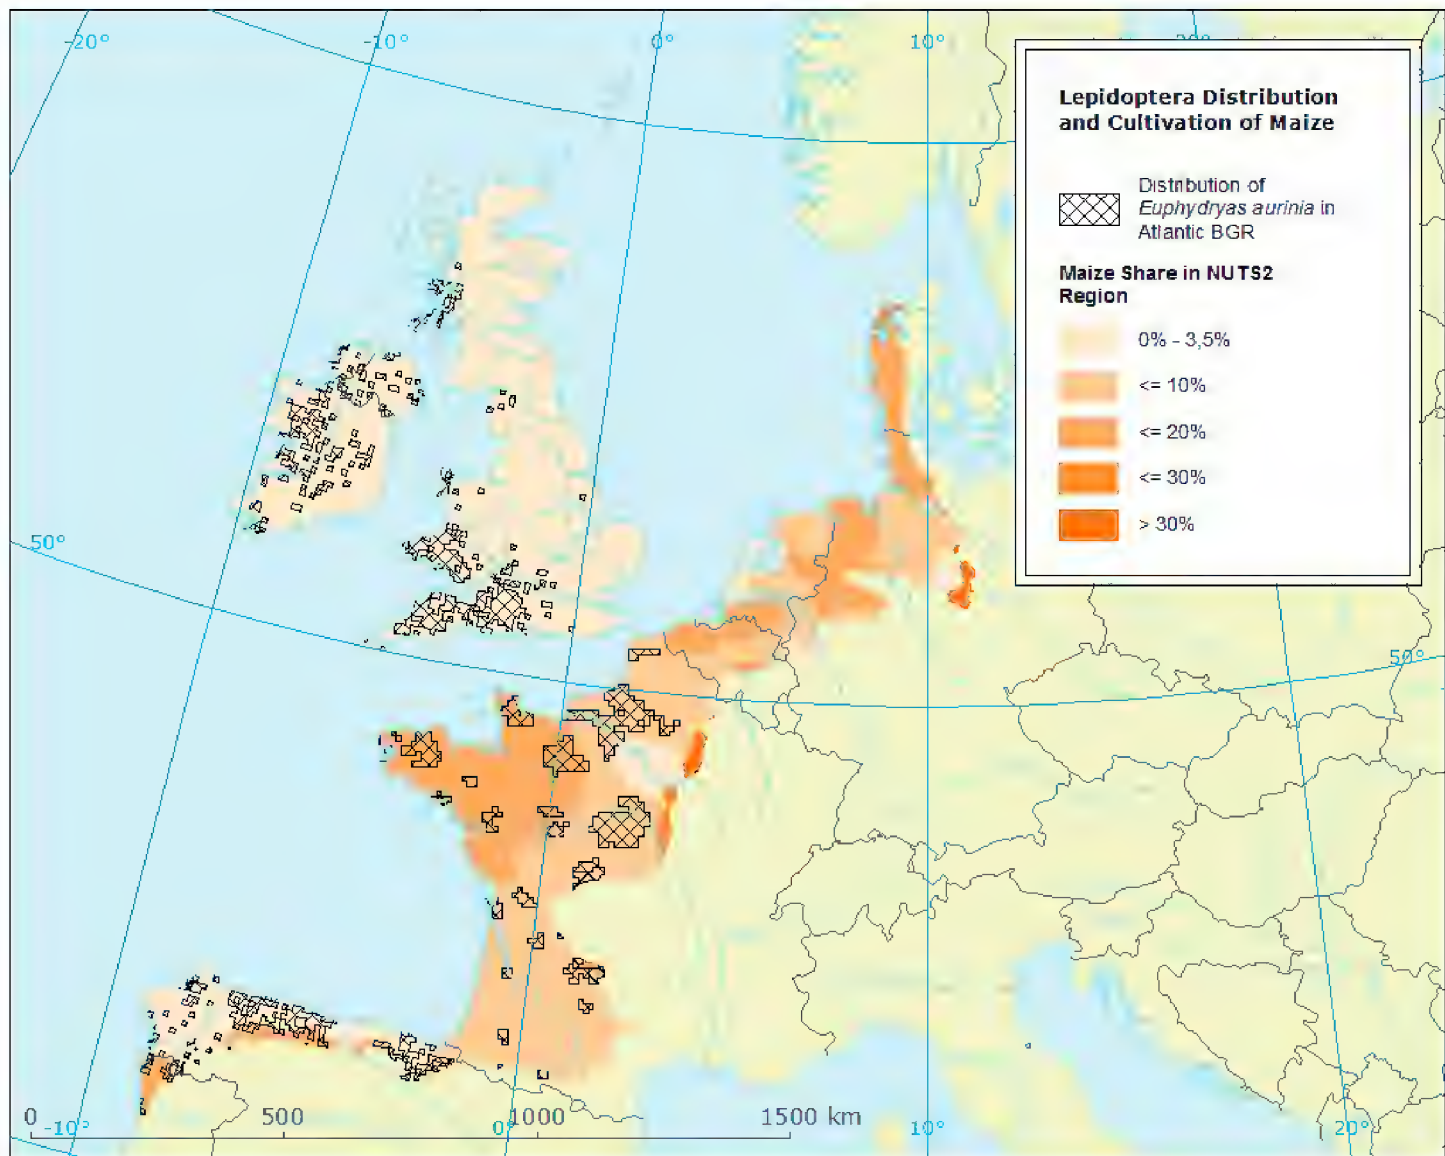 -20°
-10°
0°
10°
Lepidoptera Distribution
and Cultivation of Maize
Distribution of
Euphydryas aurinia in
Atlantic BGR
Maize Share in NUTS2
Region
0% - 3,5%
<= 10%
<= 20%
<= 30%
> 30%
50°
50°
0
500
1000
1500 km
-10°
0°
10°
20°